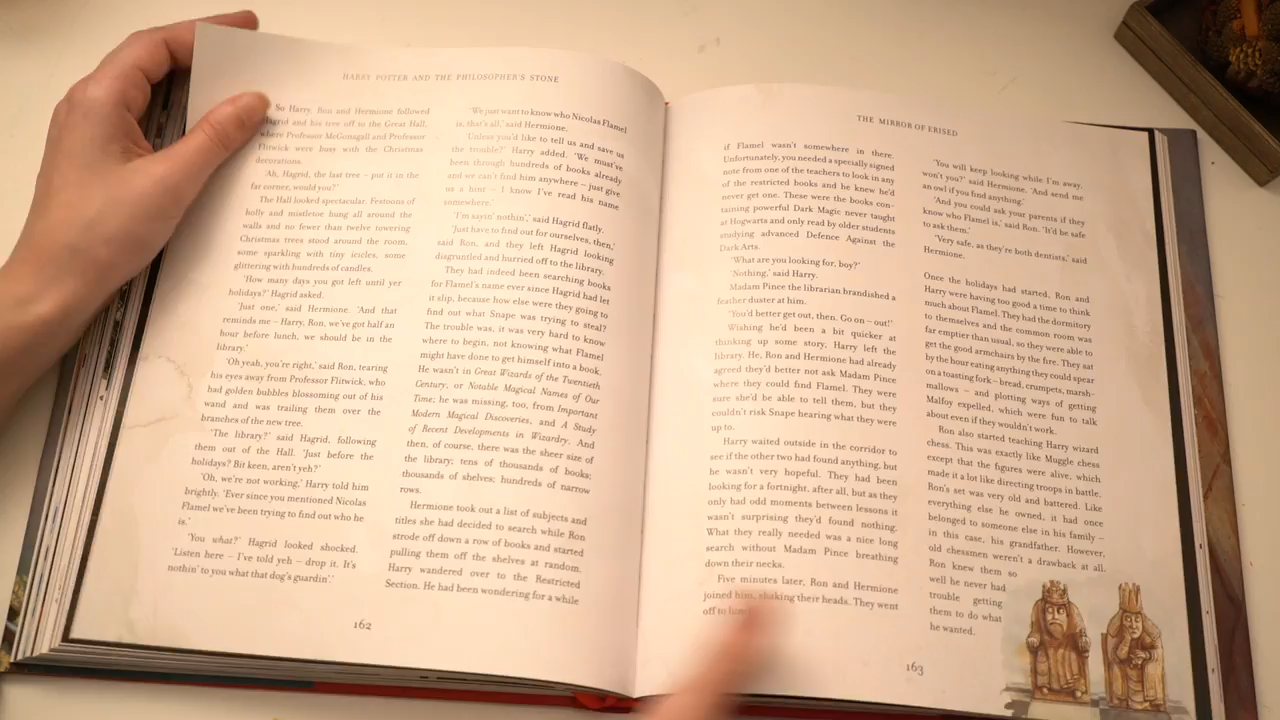 HARRY POTTER AND THE PHILOSOPHER'S STONE
So Harry, Ron and Hermione followed
Hagrid and his tree off to the Great Hall,
where Professor McGonagall and Professor
Flitwick were busy with the Christmas
decorations.
'Ah, Hagrid, the last tree – put it in the
far corner, would you?'
The Hall looked spectacular. Festoons of
holly and mistletoe hung all around the
walls and no fewer than twelve towering
Christmas trees stood around the room,
some sparkling with tiny icicles, some
glittering with hundreds of candles.
'How many days you got left until yer
holidays?' Hagrid asked.
'Just one,' said Hermione. 'And that
reminds me – Harry, Ron, we've got half an
hour before lunch, we should be in the
library.'
'Oh yeah, you're right,' said Ron, tearing
his eyes away from Professor Flitwick, who
had golden bubbles blossoming out of his
wand and was trailing them over the
branches of the new tree.
'The library?' said Hagrid, following
them out of the Hall. 'Just before the
holidays? Bit keen, aren't yeh?'
'Oh, we're not working,' Harry told him
brightly. 'Ever since you mentioned Nicolas
Flamel we've been trying to find out who he
is.'
'You what?' Hagrid looked shocked.
'Listen here – I've told yeh – drop it. It's
nothin' to you what that dog's guardin'.'
'We just want to know who Nicolas Flamel
is, that's all,' said Hermione.
'Unless you'd like to tell us and save us
the trouble?' Harry added. 'We must've
been through hundreds of books already
and we can't find him anywhere – just give
us a hint – I know I've read his name
somewhere.'
'I'm sayin' nothin',' said Hagrid flatly.
'Just have to find out for ourselves, then,'
said Ron, and they left Hagrid looking
disgruntled and hurried off to the library.
They had indeed been searching books
for Flamel's name ever since Hagrid had let
it slip, because how else were they going to
find out what Snape was trying to steal?
The trouble was, it was very hard to know
where to begin, not knowing what Flamel
might have done to get himself into a book.
He wasn't in Great Wizards of the Twentieth
Century, or Notable Magical Names of Our
Time; he was missing, too, from Important
Modern Magical Discoveries, and A Study
of Recent Developments in Wizardry. And
then, of course, there was the sheer size of
the library; tens of thousands of books;
thousands of shelves; hundreds of narrow
rows.
Hermione took out a list of subjects and
titles she had decided to search while Ron
strode off down a row of books and started
pulling them off the shelves at random.
Harry wandered over to the Restricted
Section. He had been wondering for a while
162
THE MIRROR OF ERISED
if Flamel wasn't somewhere in there.
Unfortunately, you needed a specially signed
note from one of the teachers to look in any
of the restricted books and he knew he'd
never get one. These were the books con-
taining powerful Dark Magic never taught
at Hogwarts and only read by older students
studying advanced Defence Against the
Dark Arts.
'What are you looking for, boy?'
'Nothing,' said Harry.
Madam Pince the librarian brandished a
feather duster at him.
'You'd better get out, then. Go on – out!'
Wishing he'd been a bit quicker at
thinking up some story, Harry left the
library. He, Ron and Hermione had already
agreed they'd better not ask Madam Pince
where they could find Flamel. They were
sure she'd be able to tell them, but they
couldn't risk Snape hearing what they were
up to.
Harry waited outside in the corridor to
see if the other two had found anything, but
he wasn't very hopeful. They had been
looking for a fortnight, after all, but as they
only had odd moments between lessons it
wasn't surprising they'd found nothing.
What they really needed was a nice long
search without Madam Pince breathing
down their necks.
Five minutes later, Ron and Hermione
joined him, shaking their heads. They went
off to
'You will keep looking while I'm away,
won't you?' said Hermione. 'And send me
an owl if you find anything.'
'And you could ask your parents if they
know who Flamel is,' said Ron. 'It'd be safe
to ask them.'
'Very safe, as they're both dentists,' said
Hermione.
Once the holidays had started, Ron and
Harry were having too good a time to think
much about Flamel. They had the dormitory
to themselves and the common room was
far emptier than usual, so they were able to
get the good armchairs by the fire. They sat
by the hour eating anything they could spear
on a toasting fork – bread, crumpets, marsh-
mallows – and plotting ways of getting
Malfoy expelled, which were fun to talk
about even if they wouldn't work.
Ron also started teaching Harry wizard
chess. This was exactly like Muggle chess
except that the figures were alive, which
made it a lot like directing troops in battle.
Ron's set was very old and battered. Like
everything else he owned, it had once
belonged to someone else in his family –
in this case, his grandfather. However,
old chessmen weren't a drawback at all.
Ron knew them so
well he never had
trouble getting
them to do what
he wanted.
163